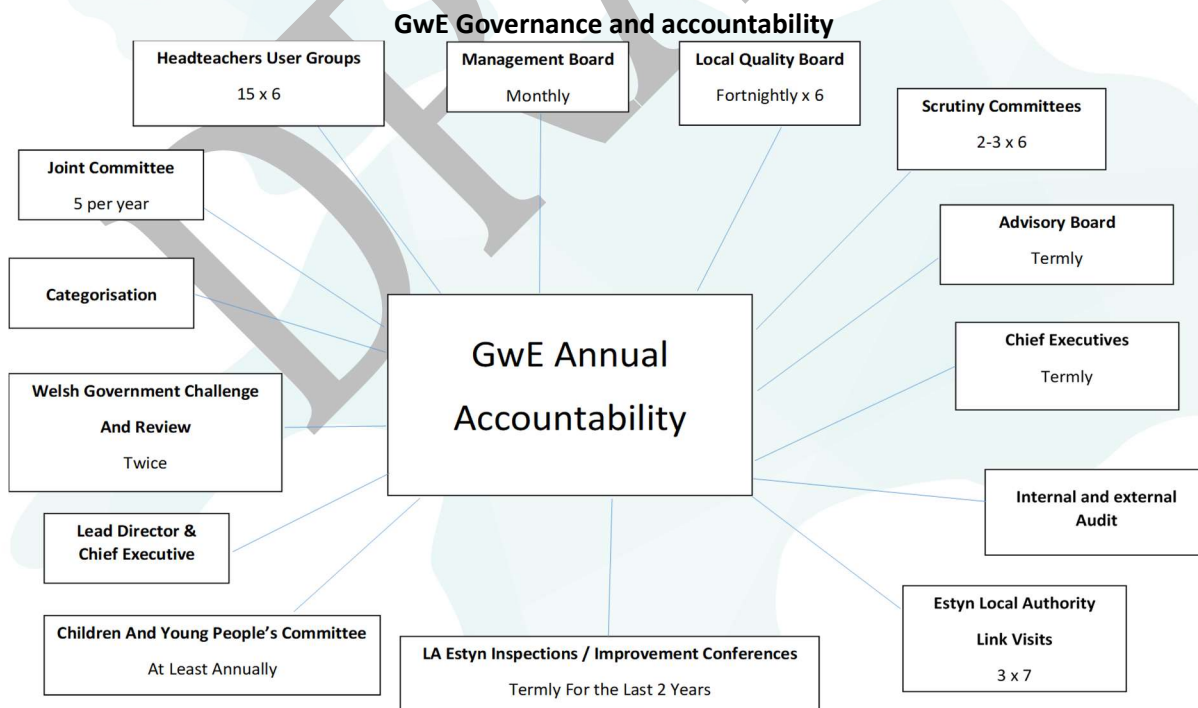 GwE Governance and accountability
Headteachers User Groups
15 x 6
Management Board
Monthly
Local Quality Board
Fortnightly x 6
Scrutiny Committees
2-3 x 6
Joint Committee
5 per year
Advisory Board
Termly
Categorisation
GwE Annual
Accountability
Chief Executives
Termly
Welsh Government Challenge
And Review
Twice
Internal and external
Audit
Lead Director &
Chief Executive
Estyn Local Authority
Link Visits
3 x 7
Children And Young People's Committee
At Least Annually
LA Estyn Inspections / Improvement Conferences
Termly For the Last 2 Years